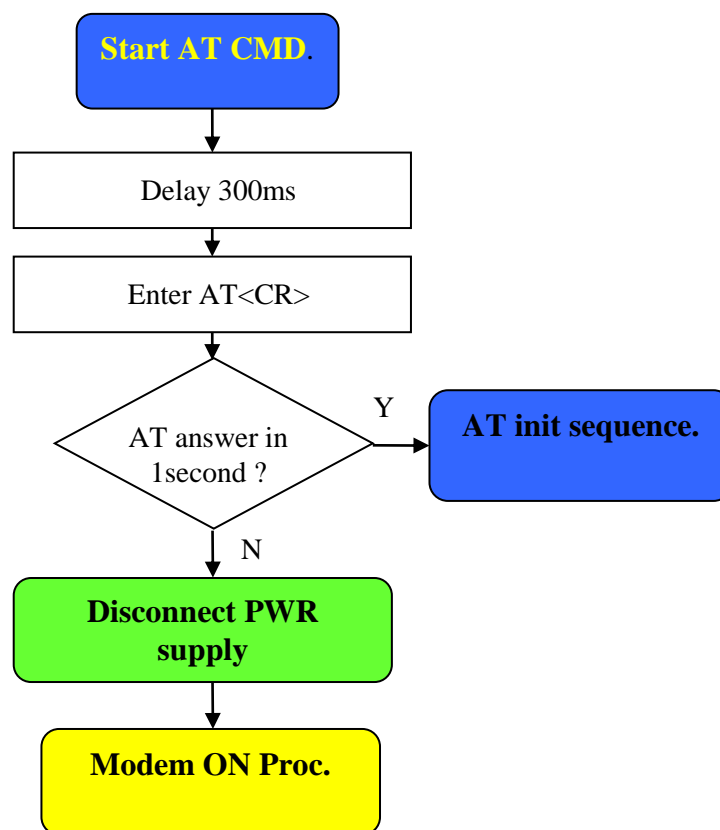 Start AT CMD.
Delay 300ms
Enter AT<CR>
AT answer in
1second ?
Y
AT init sequence.
N
Disconnect PWR
supply
Modem ON Proc.